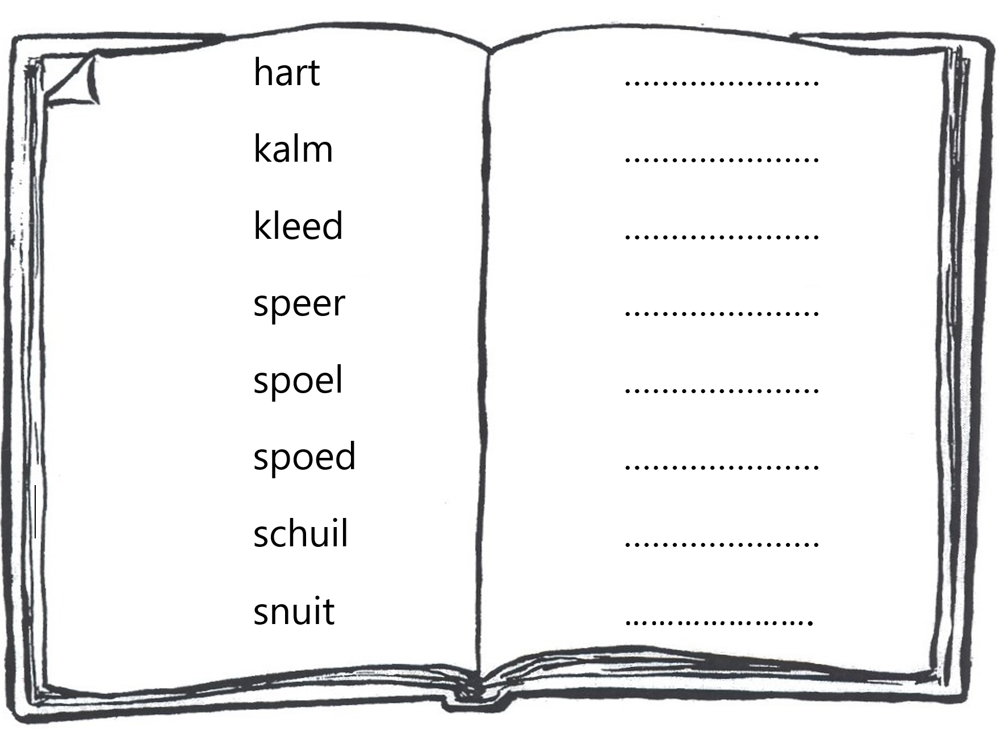 hart .....................
kalm .....................
kleed .....................
speer .....................
spoel .....................
spoed .....................
schuil .....................
snuit ……………………….